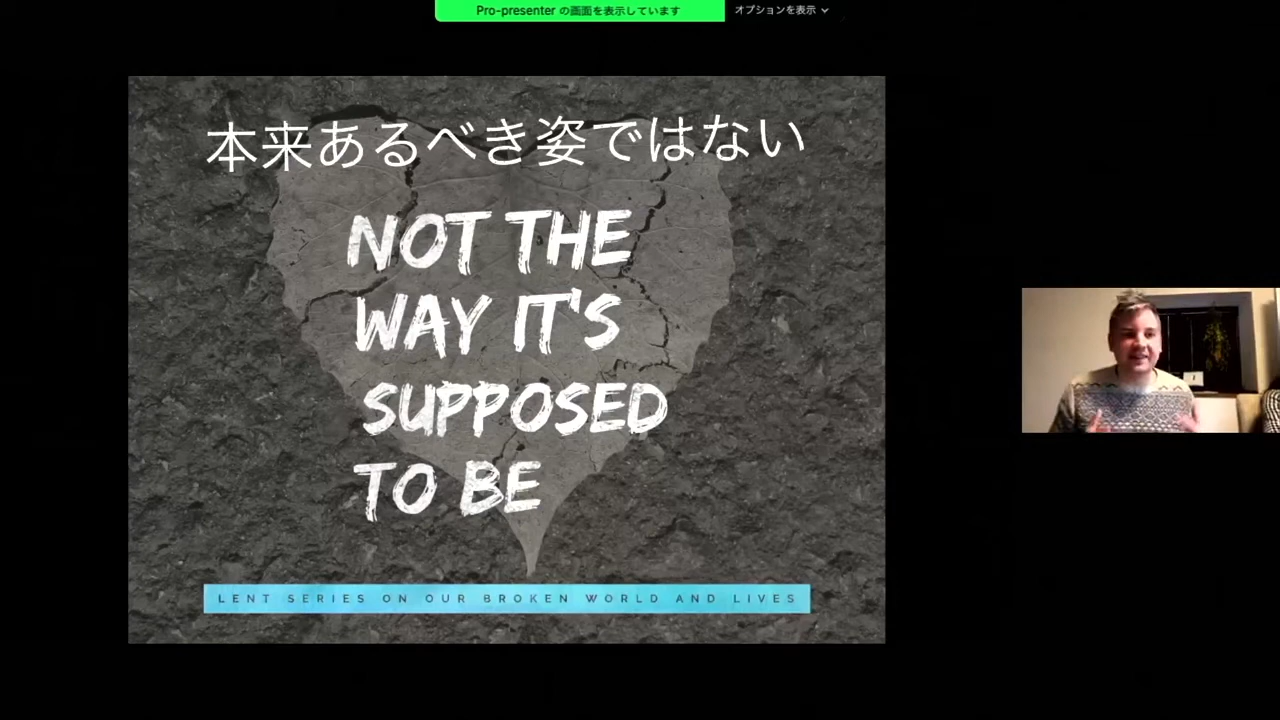 Pro-presenter の画面を表示しています
オプションを表示
本来あるべき姿ではない
NOT THE
WAY IT'S
SUPPOSED
TO BE
LENT SERIES ON OUR BROKEN WORLD AND LIVES